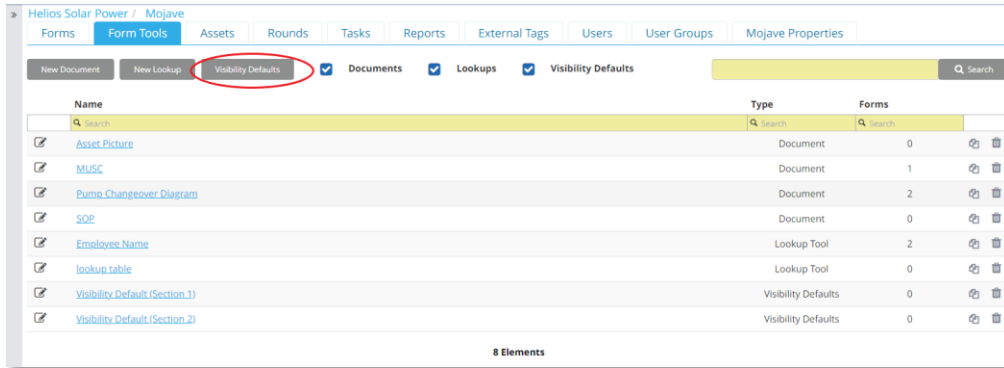 Helios Solar Power / Mojave
Forms Form Tools Assets Rounds Tasks Reports External Tags Users User Groups Mojave Properties
New Document New Lookup Visibility Defaults Documents Lookups Visibility Defaults Search
Name Type Forms
Search Search Search
Asset Picture Document 0
MUSC Document 1
Pump Changeover Diagram Document 2
SOP Document 0
Employee Name Lookup Tool 2
lookup table Lookup Tool 0
Visibility Default (Section 1) Visibility Defaults 0
Visibility Default (Section 2) Visibility Defaults 0
8 Elements